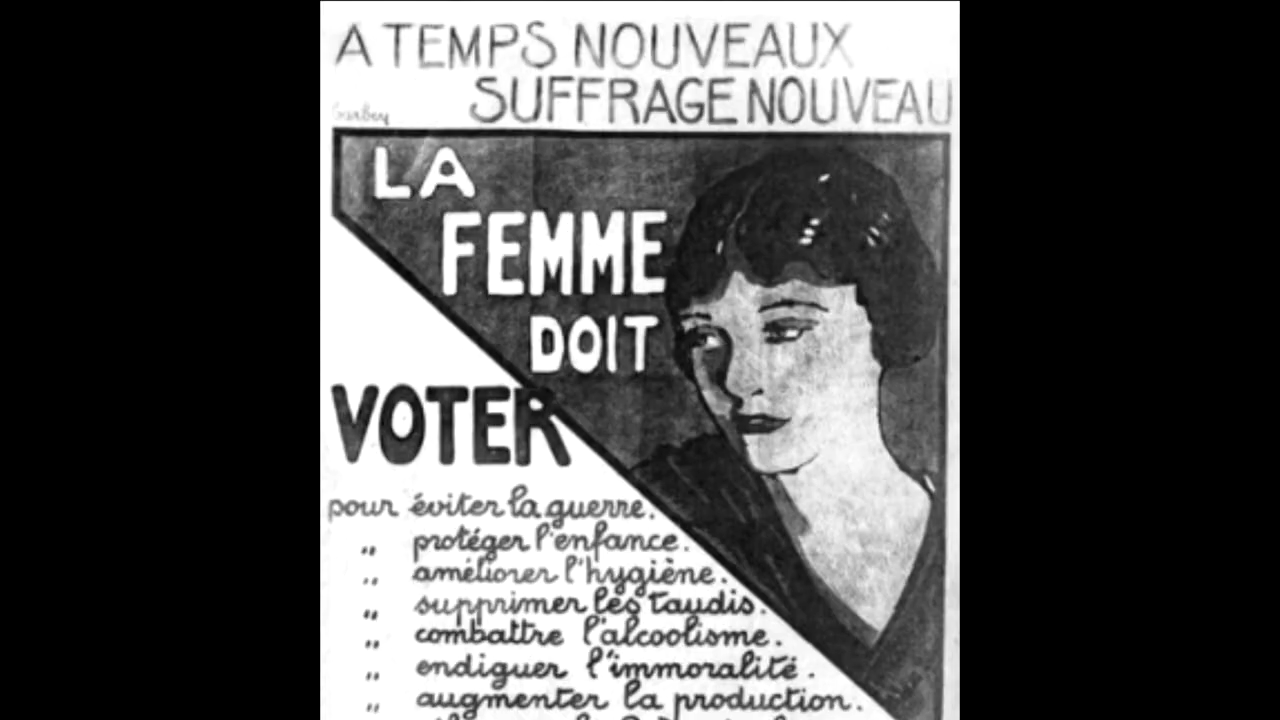 A TEMPS NOUVEAUX
SUFFRAGE NOUVEAU
Garbey
LA
FEMME
DOIT
VOTER
pour éviter la guerre.
„ protéger l'enfance.
„ améliorer l'hygiène.
„ supprimer les taudis.
„ combattre l'alcoolisme.
„ endiguer l'immoralité.
„ augmenter la production.